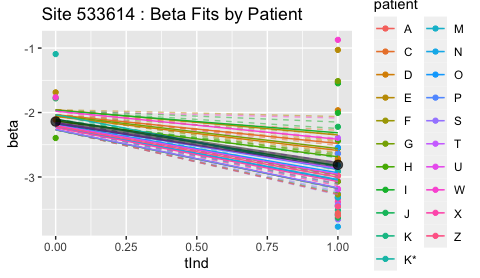 Site 533614 : Beta Fits by Patient
patient
-1
-2
-3
beta
0.00 0.25 0.50 0.75 1.00
tInd
A M
C N
D O
E P
F S
G T
H U
I W
J X
K Z
K*